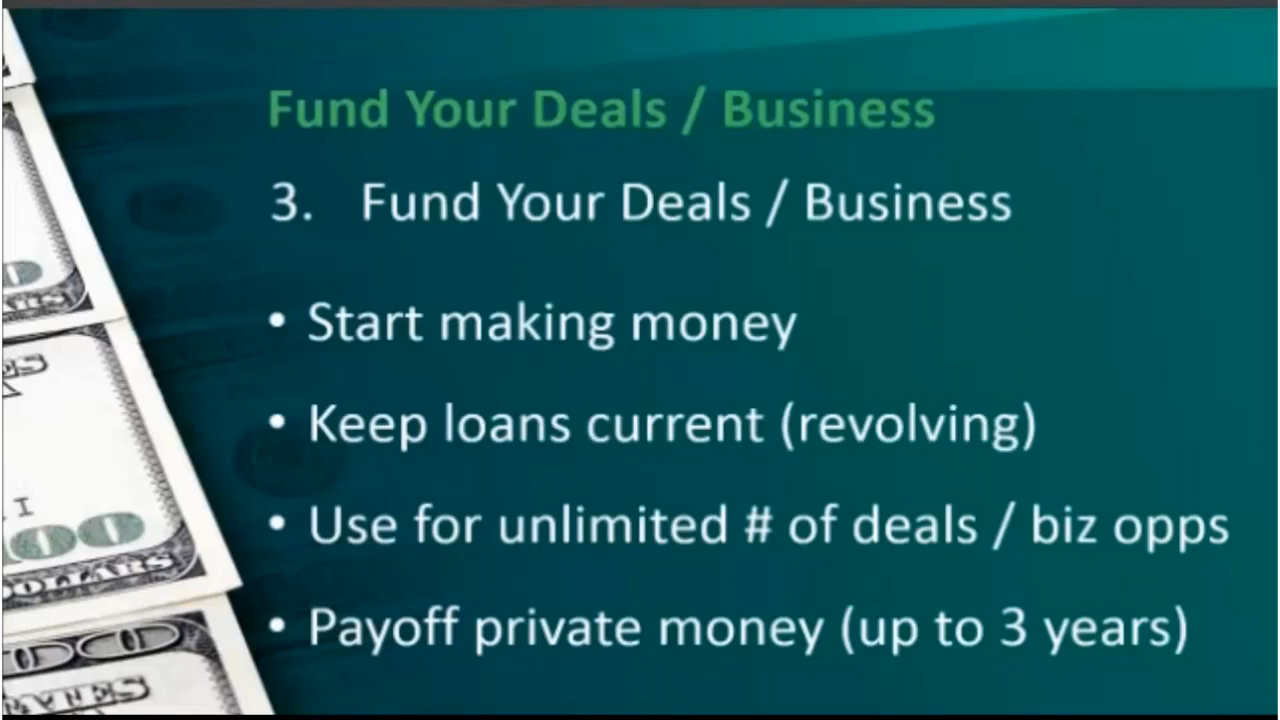 Fund Your Deals / Business
3. Fund Your Deals / Business
• Start making money
• Keep loans current (revolving)
• Use for unlimited # of deals / biz opps
• Payoff private money (up to 3 years)